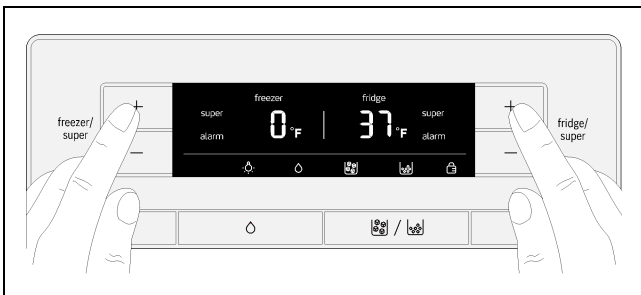 freezer
fridge
super
0 °F
37 °F
super
alarm
alarm
freezer/
super
fridge/
super
+
+
−
−
/